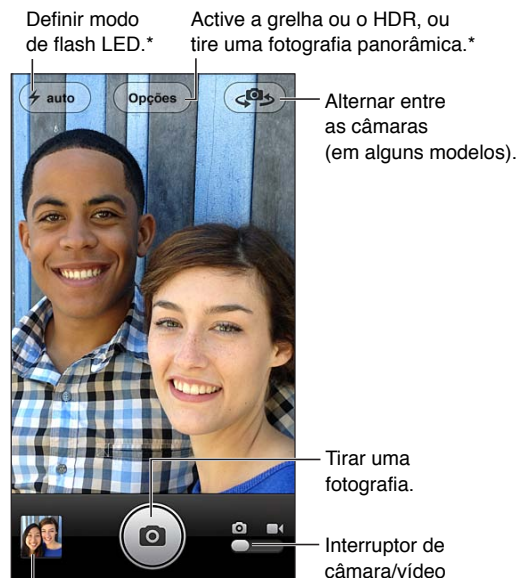 Definir modo
de flash LED.*
Active a grelha ou o HDR, ou
tire uma fotografia panorâmica.*
auto
Opções
Alternar entre
as câmaras
(em alguns modelos).
Tirar uma
fotografia.
Interruptor de
câmara/vídeo